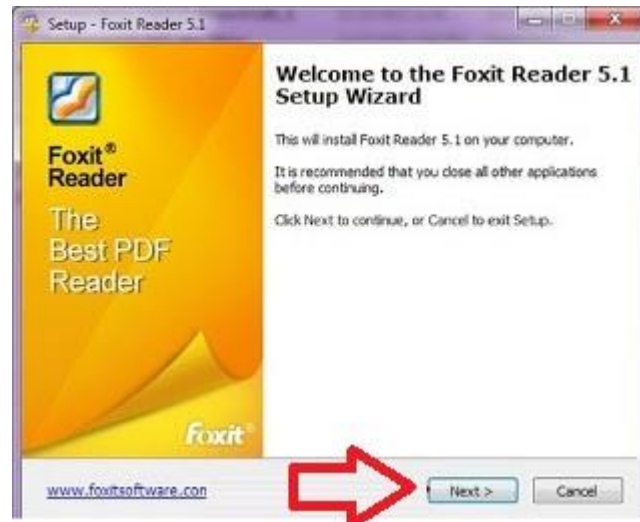 Setup - Foxit Reader 5.1
Welcome to the Foxit Reader 5.1
Setup Wizard
This will install Foxit Reader 5.1 on your computer.
It is recommended that you close all other applications
before continuing.
Click Next to continue, or Cancel to exit Setup.
Foxit®
Reader
The
Best PDF
Reader
foxit®
www.foxitsoftware.com
Next >
Cancel